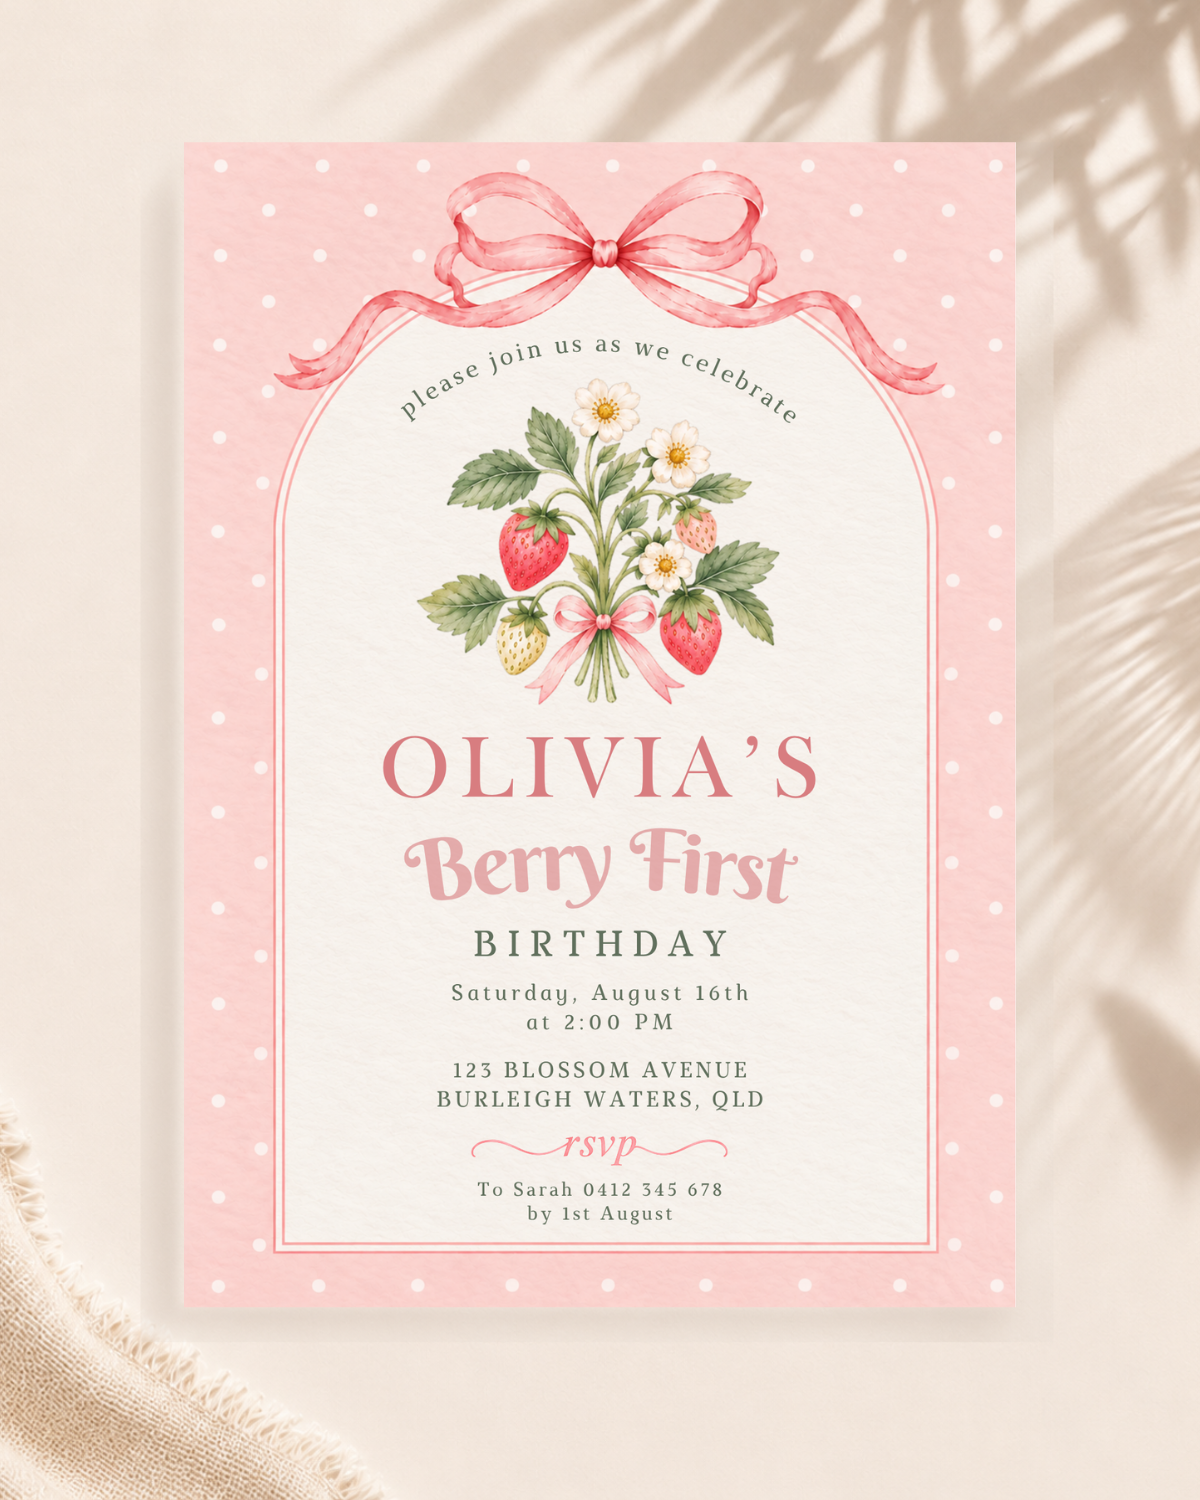 please join us as we celebrate
OLIVIA'S
Berry First
BIRTHDAY
Saturday, August 16th
at 2:00 PM
123 BLOSSOM AVENUE
BURLEIGH WATERS, QLD
rsvp
To Sarah 0412 345 678
by 1st August